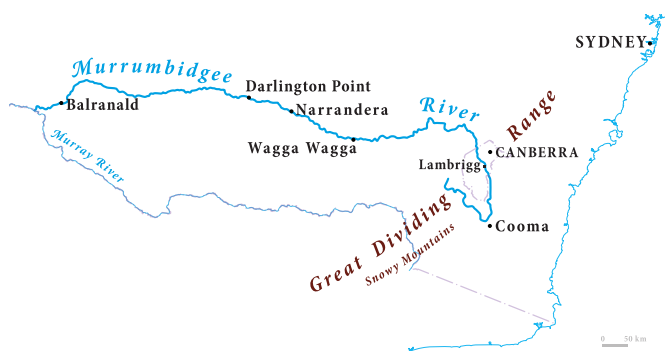 SYDNEY
Murrumbidgee
Darlington Point
Balranald
Narrandera
River
Range
Murray River
Wagga Wagga
CANBERRA
Lambrigg
Great Dividing
Cooma
Snowy Mountains
0 50 km